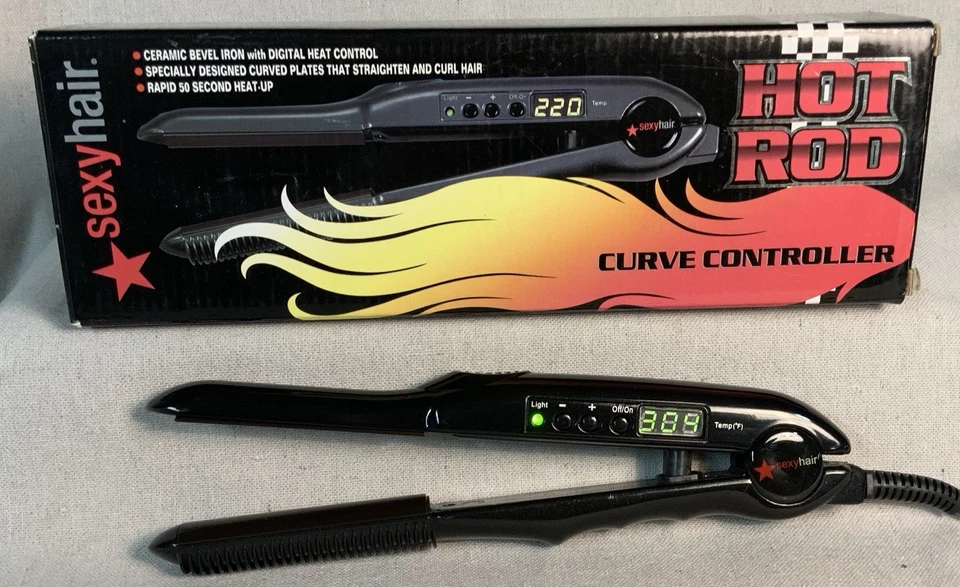 sexyhair.
CERAMIC BEVEL IRON with DIGITAL HEAT CONTROL
SPECIALLY DESIGNED CURVED PLATES THAT STRAIGHTEN AND CURL HAIR
RAPID 50 SECOND HEAT-UP
Light - + Off/On
220 Temp
sexyhair.
HOT
ROD
CURVE CONTROLLER
Light - + Off/On
384 Temp(°F)
sexyhair